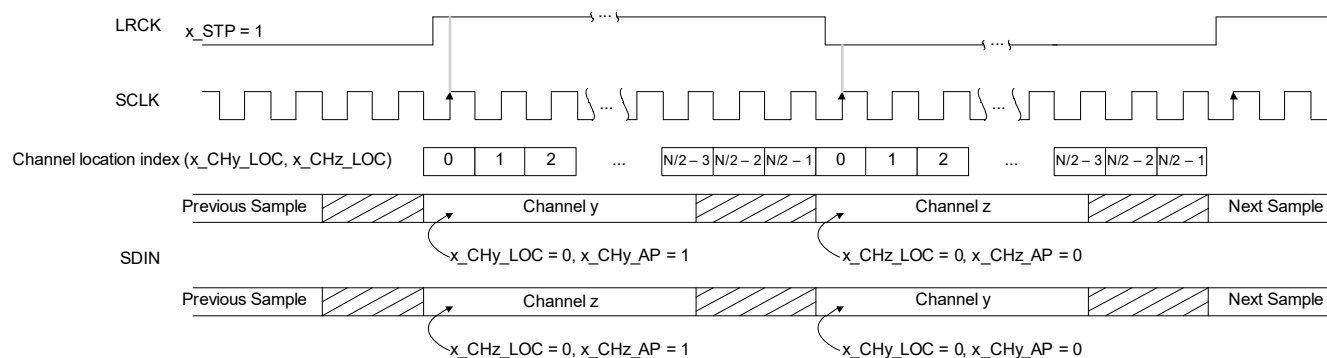 LRCK x_STP = 1 ... ...
SCLK ... ...
Channel location index (x_CHy_LOC, x_CHz_LOC) 0 1 2 ... N/2 – 3 N/2 – 2 N/2 – 1 0 1 2 ... N/2 – 3 N/2 – 2 N/2 – 1
Previous Sample Channel y Channel z Next Sample
x_CHy_LOC = 0, x_CHy_AP = 1 x_CHz_LOC = 0, x_CHz_AP = 0
SDIN
Previous Sample Channel z Channel y Next Sample
x_CHz_LOC = 0, x_CHz_AP = 1 x_CHy_LOC = 0, x_CHy_AP = 0